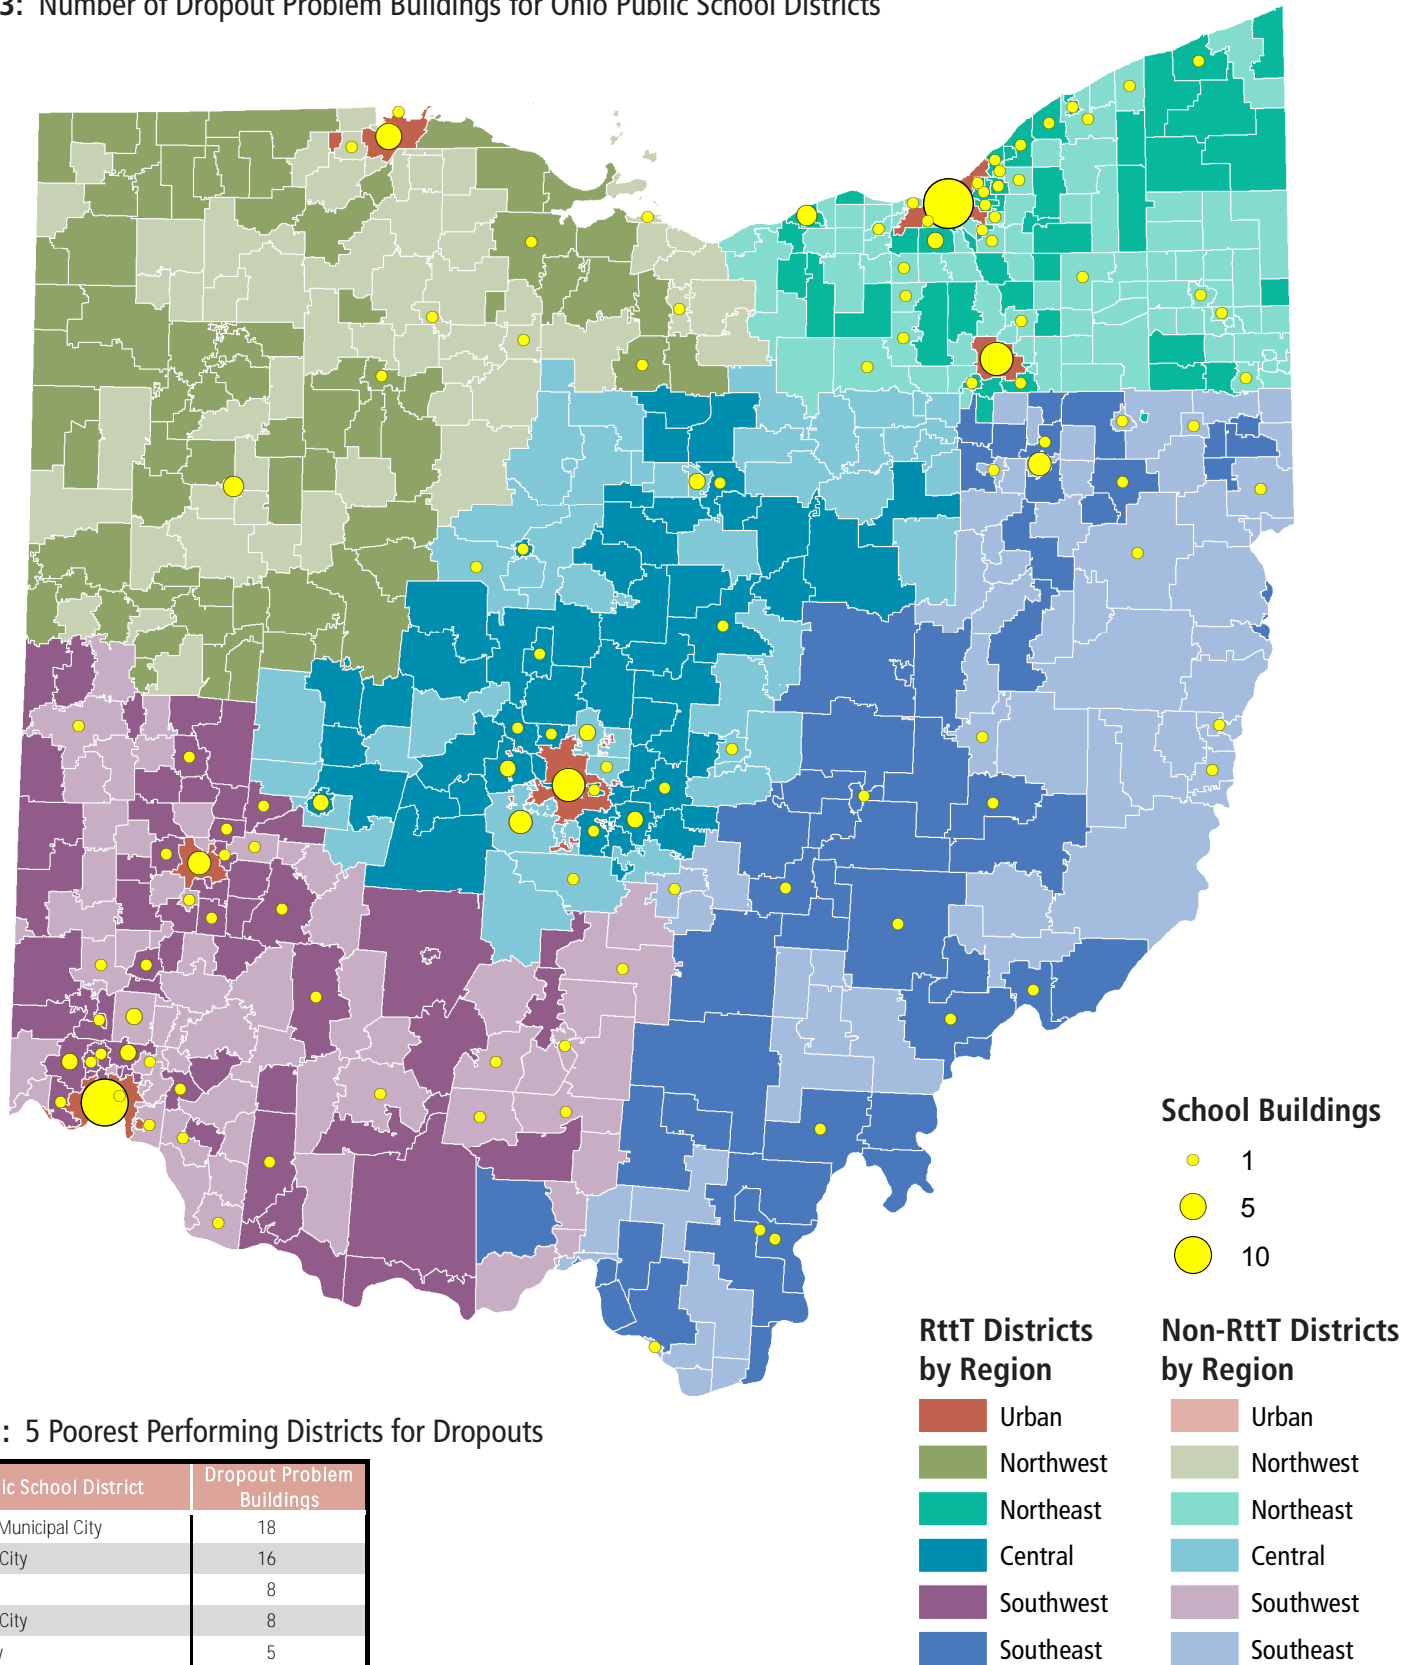 3: Number of Dropout Problem Buildings for Ohio Public School Districts
School Buildings
1
5
10
RttT Districts by Region
Urban
Northwest
Northeast
Central
Southwest
Southeast
Non-RttT Districts by Region
Urban
Northwest
Northeast
Central
Southwest
Southeast
: 5 Poorest Performing Districts for Dropouts
ic School District
Dropout Problem
Buildings
Municipal City 18
City 16
8
City 8
5